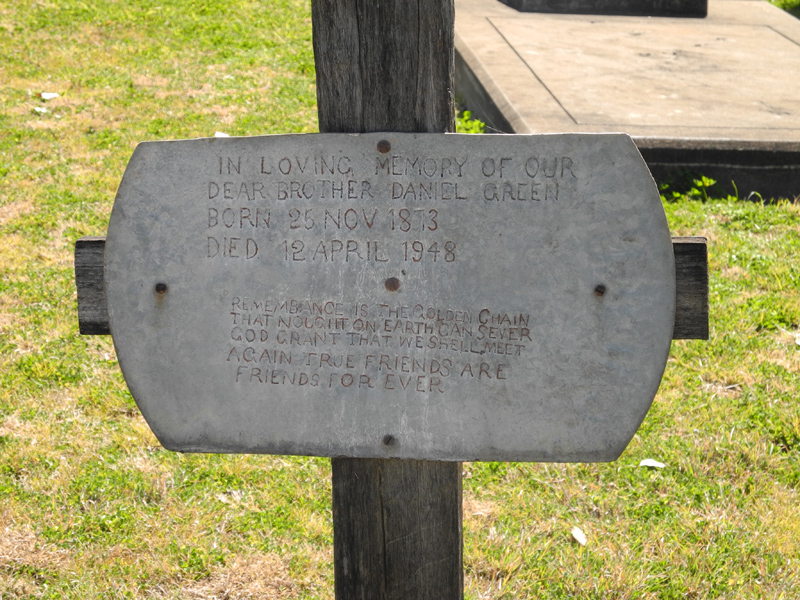 IN LOVING MEMORY OF OUR
DEAR BROTHER DANIEL GREEN
BORN 25 NOV 1873
DIED 12 APRIL 1948
REMEMBRANCE IS THE GOLDEN CHAIN
THAT NOUGHT ON EARTH CAN SEVER
GOD GRANT THAT WE SHELL MEET
AGAIN TRUE FRIENDS ARE
FRIENDS FOR EVER